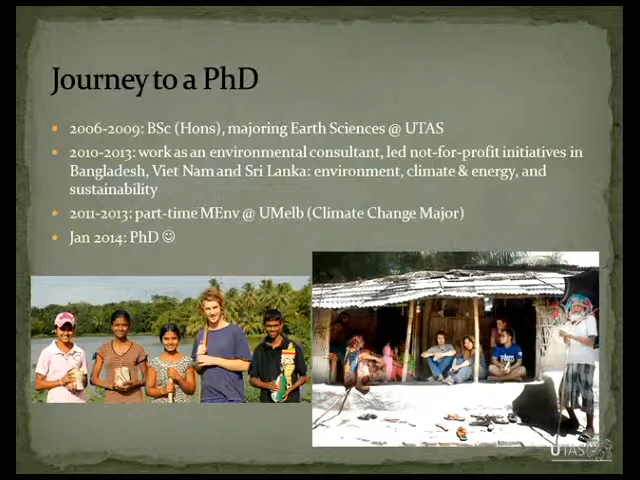 Journey to a PhD
2006-2009: BSc (Hons), majoring Earth Sciences @ UTAS
2010-2013: work as an environmental consultant, led not-for-profit initiatives in
Bangladesh, Viet Nam and Sri Lanka: environment, climate & energy, and
sustainability
2011-2013: part-time MEnv @ UMelb (Climate Change Major)
Jan 2014: PhD ☺
UTAS